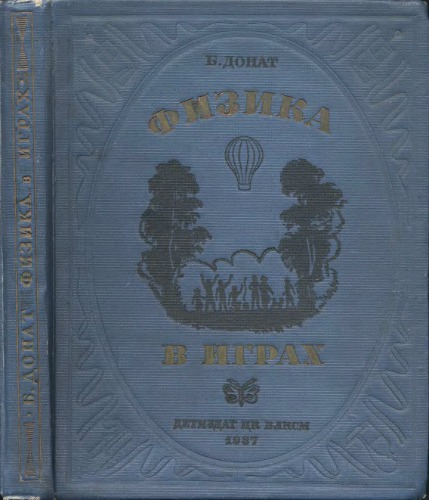 Б. ДОНАТ ФИЗИКА в ИГРАХ
Б. ДОНАТ
ФИЗИКА
В ИГРАХ
ДЕТИЗДАТ ЦК ВЛКСМ
1937